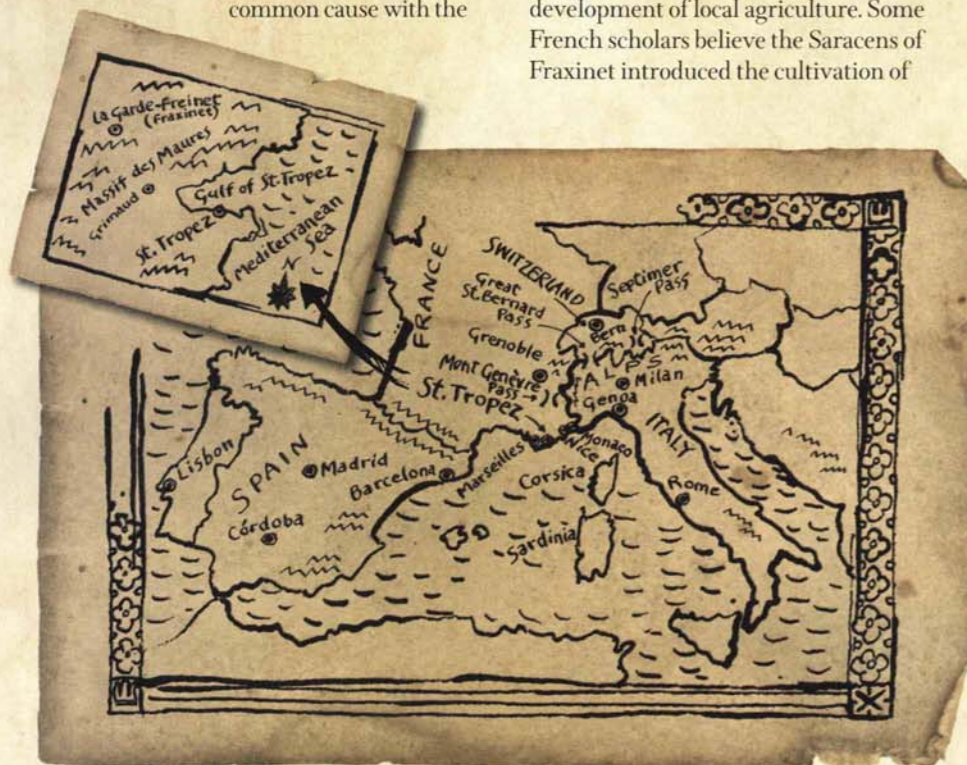 common cause with the
development of local agriculture. Some
French scholars believe the Saracens of
Fraxinet introduced the cultivation of
La Garde-Freinet
(Fraxinet)
Massif des Maures
Grimaud
Gulf of St. Tropez
St. Tropez
Mediterranean
Sea
FRANCE
SWITZERLAND
Great
St. Bernard
Pass
Septimer
Pass
Bern
Grenoble
ALPS
Mont Genèvre
Pass
Milan
St. Tropez
Genoa
ITALY
Monaco
Nice
Marseilles
Lisbon
SPAIN
Madrid
Barcelona
Corsica
Rome
Córdoba
Sardinia